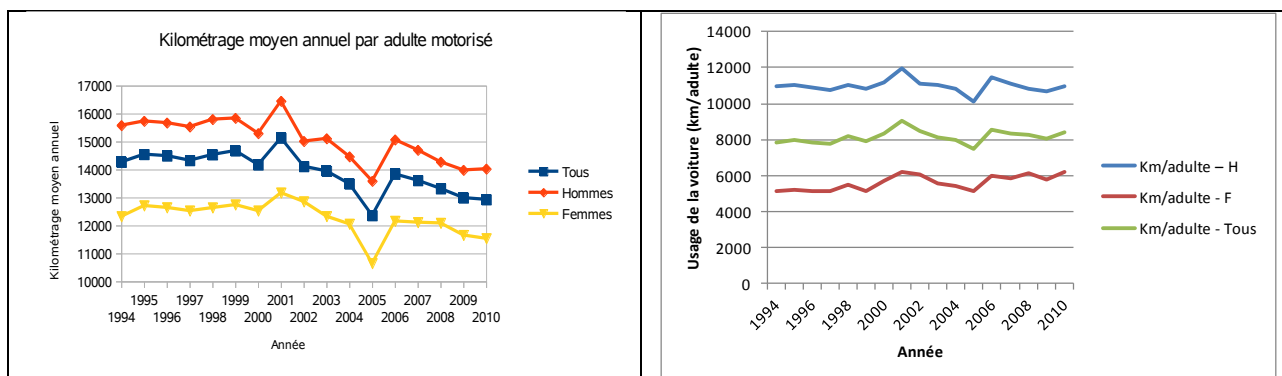 Kilométrage moyen annuel par adulte motorisé
Kilométrage moyen annuel
17000
16000
15000
14000
13000
12000
11000
10000
1995 1997 1999 2001 2003 2005 2007 2009
1994 1996 1998 2000 2002 2004 2006 2008 2010
Année
Tous
Hommes
Femmes
Usage de la voiture (km/adulte)
14000
12000
10000
8000
6000
4000
2000
0
1994 1996 1998 2000 2002 2004 2006 2008 2010
Année
Km/adulte – H
Km/adulte - F
Km/adulte - Tous